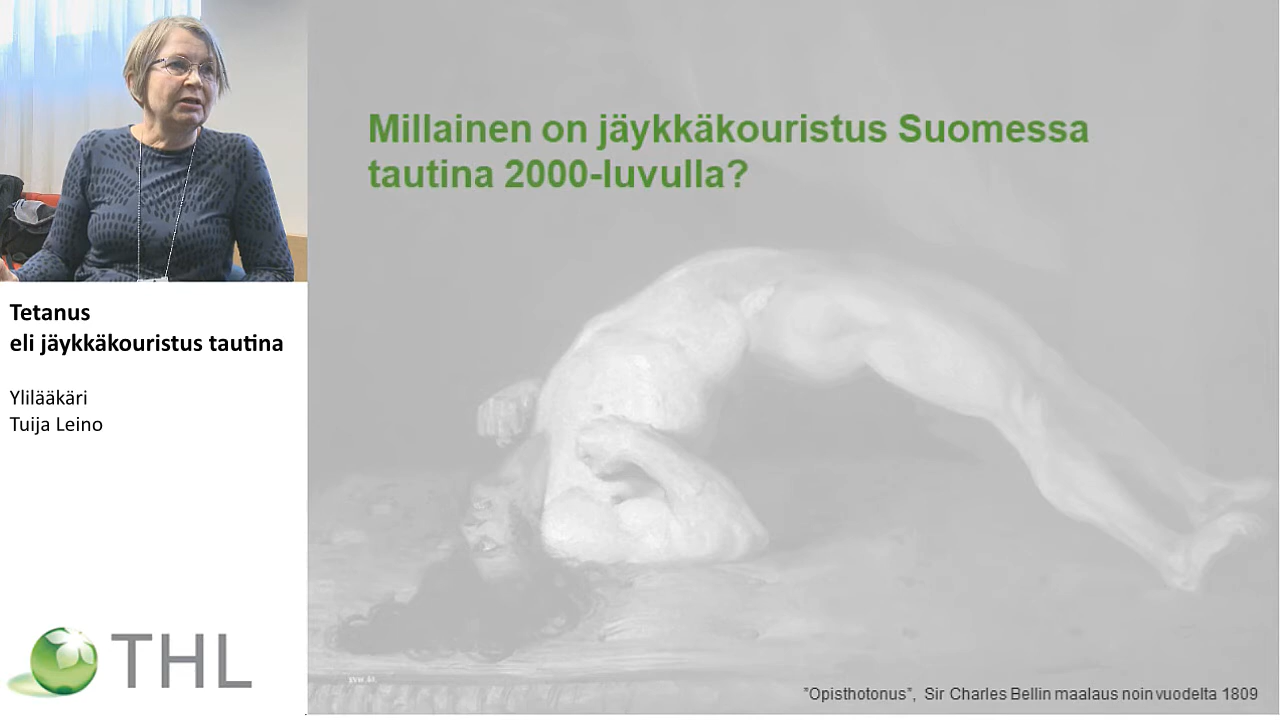 Millainen on jäykkäkouristus Suomessa
tautina 2000-luvulla?
Tetanus
eli jäykkäkouristus tautina
Ylilääkäri
Tuija Leino
THL
"Opisthotonus", Sir Charles Bellin maalaus noin vuodelta 1809